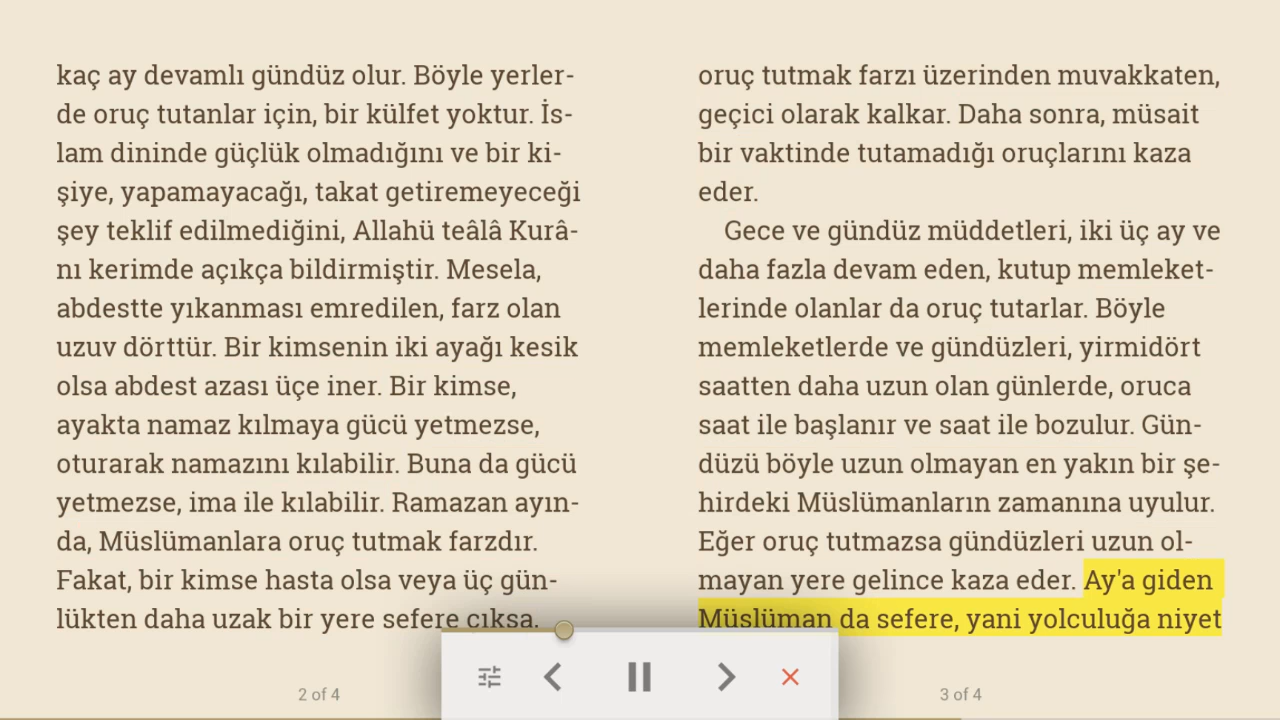 kaç ay devamlı gündüz olur. Böyle yerler-
de oruç tutanlar için, bir külfet yoktur. İs-
lam dininde güçlük olmadığını ve bir ki-
şiye, yapamayacağı, takat getiremeyeceği
şey teklif edilmediğini, Allahü teâlâ Kurâ-
nı kerimde açıkça bildirmiştir. Mesela,
abdestte yıkanması emredilen, farz olan
uzuv dörttür. Bir kimsenin iki ayağı kesik
olsa abdest azası üçe iner. Bir kimse,
ayakta namaz kılmaya gücü yetmezse,
oturarak namazını kılabilir. Buna da gücü
yetmezse, ima ile kılabilir. Ramazan ayın-
da, Müslümanlara oruç tutmak farzdır.
Fakat, bir kimse hasta olsa veya üç gün-
lükten daha uzak bir yere sefere çıksa,
2 of 4
oruç tutmak farzı üzerinden muvakkaten,
geçici olarak kalkar. Daha sonra, müsait
bir vaktinde tutamadığı oruçlarını kaza
eder.
Gece ve gündüz müddetleri, iki üç ay ve
daha fazla devam eden, kutup memleket-
lerinde olanlar da oruç tutarlar. Böyle
memleketlerde ve gündüzleri, yirmidört
saatten daha uzun olan günlerde, oruca
saat ile başlanır ve saat ile bozulur. Gün-
düzü böyle uzun olmayan en yakın bir şe-
hirdeki Müslümanların zamanına uyulur.
Eğer oruç tutmazsa gündüzleri uzun ol-
mayan yere gelince kaza eder. Ay'a giden
Müslüman da sefere, yani yolculuğa niyet
3 of 4